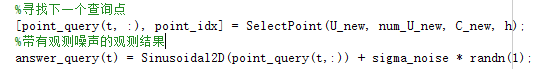 %寻找下一个查询点
[point_query(t, :), point_idx] = SelectPoint(U_new, num_U_new, C_new, h);
%带有观测噪声的观测结果
answer_query(t) = Sinusoidal2D(point_query(t,:)) + sigma_noise * randn(1);